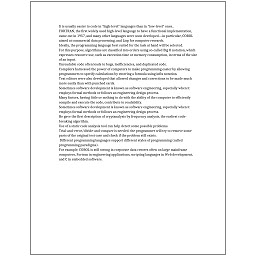 It is usually easier to code in "high-level" languages than in "low-level" ones.
FORTRAN, the first widely used high-level language to have a functional implementation,
came out in 1957, and many other languages were soon developed—in particular, COBOL
aimed at commercial data processing, and Lisp for computer research.
Ideally, the programming language best suited for the task at hand will be selected.
Many general-purpose algorithms are classified into orders using so-called Big O notation, which
expresses resource use, such as execution time or memory consumption, in terms of the size
of an input.
Unreadable code often leads to bugs, inefficiencies, and duplicated code.
Compilers harnessed the power of computers to make programming easier by allowing
programmers to specify calculations by entering a formula using infix notation.
Text editors were also developed that allowed changes and corrections to be made much
more easily than with punched cards.
Sometimes software development is known as software engineering, especially when it
employs formal methods or follows an engineering design process.
Many factors, having little or nothing to do with the ability of the computer to efficiently
compile and execute the code, contribute to readability.
Sometimes software development is known as software engineering, especially when it
employs formal methods or follows an engineering design process.
He gave the first description of cryptanalysis by frequency analysis, the earliest code-
breaking algorithm.
Use of a static code analysis tool can help detect some possible problems.
Trial-and-error/divide-and-conquer is needed: the programmer will try to remove some
parts of the original test case and check if the problem still exists.
Different programming languages support different styles of programming (called
programming paradigms).
For example, COBOL is still strong in corporate data centers often on large mainframe
computers, Fortran in engineering applications, scripting languages in Web development,
and C in embedded software.